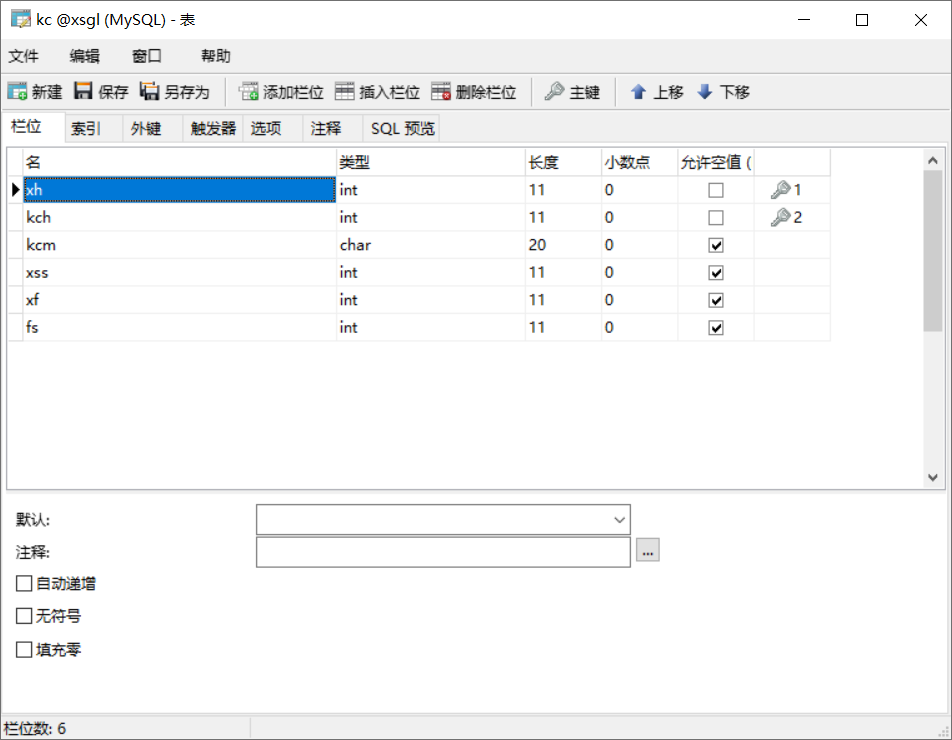 kc @xsgl (MySQL) - 表
文件 编辑 窗口 帮助
新建 保存 另存为 添加栏位 插入栏位 删除栏位 主键 上移 下移
栏位 索引 外键 触发器 选项 注释 SQL 预览
名 类型 长度 小数点 允许空值 (
xh int 11 0 1
kch int 11 0 2
kcm char 20 0
xss int 11 0
xf int 11 0
fs int 11 0
默认:
注释: ...
自动递增
无符号
填充零
栏位数: 6